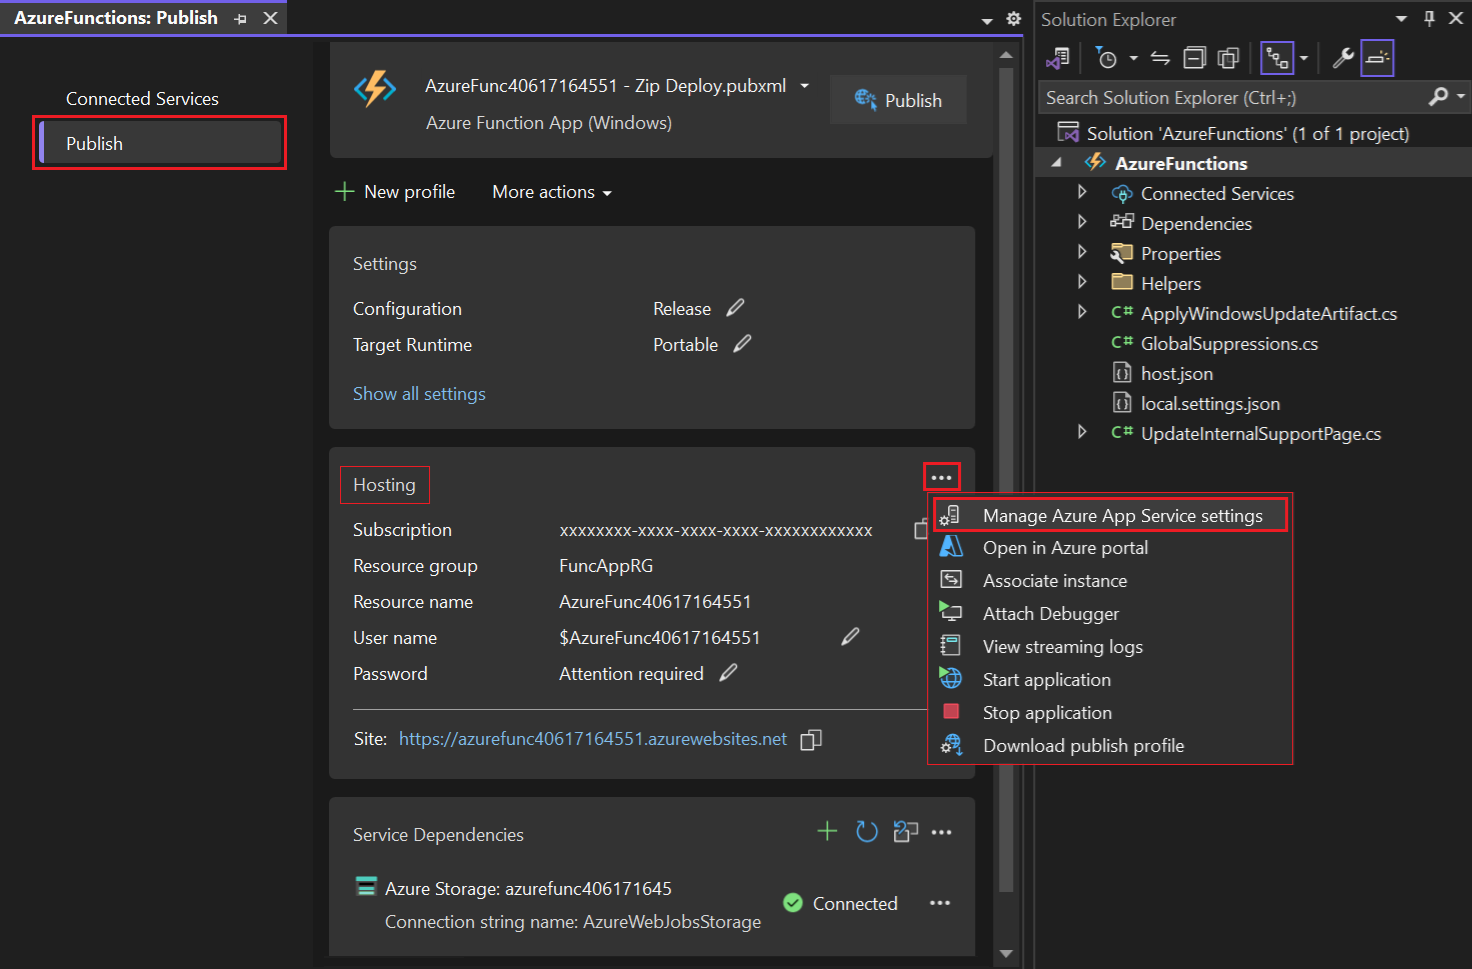 AzureFunctions: Publish
Connected Services
Publish
AzureFunc40617164551 - Zip Deploy.pubxml
Azure Function App (Windows)
Publish
New profile
More actions
Settings
Configuration
Release
Target Runtime
Portable
Show all settings
Hosting
Subscription
xxxxxxxx-xxxx-xxxx-xxxx-xxxxxxxxxxxx
Resource group
FuncAppRG
Resource name
AzureFunc40617164551
User name
$AzureFunc40617164551
Password
Attention required
Site: https://azurefunc40617164551.azurewebsites.net
Manage Azure App Service settings
Open in Azure portal
Associate instance
Attach Debugger
View streaming logs
Start application
Stop application
Download publish profile
Service Dependencies
Azure Storage: azurefunc406171645
Connection string name: AzureWebJobsStorage
Connected
Solution Explorer
Search Solution Explorer (Ctrl+;)
Solution 'AzureFunctions' (1 of 1 project)
AzureFunctions
Connected Services
Dependencies
Properties
Helpers
C# ApplyWindowsUpdateArtifact.cs
C# GlobalSuppressions.cs
host.json
local.settings.json
C# UpdateInternalSupportPage.cs